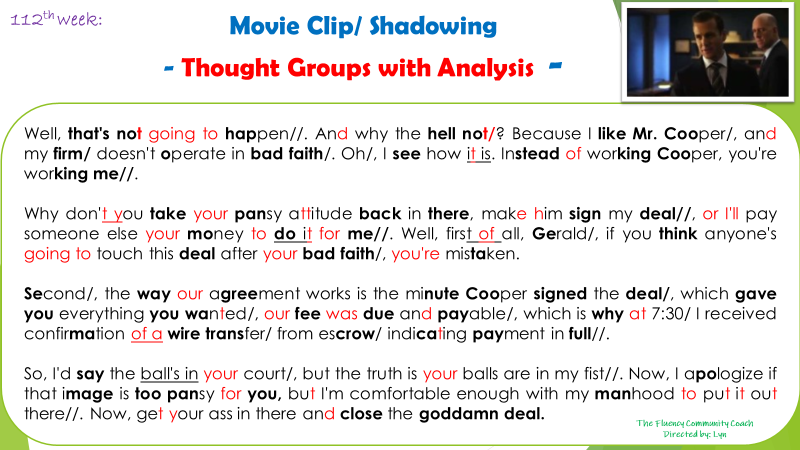 112th week:
Movie Clip/ Shadowing
- Thought Groups with Analysis -
Well, that's not going to happen//. And why the hell not/? Because I like Mr. Cooper/, and
my firm/ doesn't operate in bad faith/. Oh/, I see how it is. Instead of working Cooper, you're
working me//.
Why don't you take your pansy attitude back in there, make him sign my deal//, or I'll pay
someone else your money to do it for me//. Well, first of all, Gerald/, if you think anyone's
going to touch this deal after your bad faith/, you're mistaken.
Second/, the way our agreement works is the minute Cooper signed the deal/, which gave
you everything you wanted/, our fee was due and payable/, which is why at 7:30/ I received
confirmation of a wire transfer/ from escrow/ indicating payment in full//.
So, I'd say the ball's in your court/, but the truth is your balls are in my fist//. Now, I apologize if
that image is too pansy for you, but I'm comfortable enough with my manhood to put it out
there//. Now, get your ass in there and close the goddamn deal.
The Fluency Community Coach
Directed by: Lyn